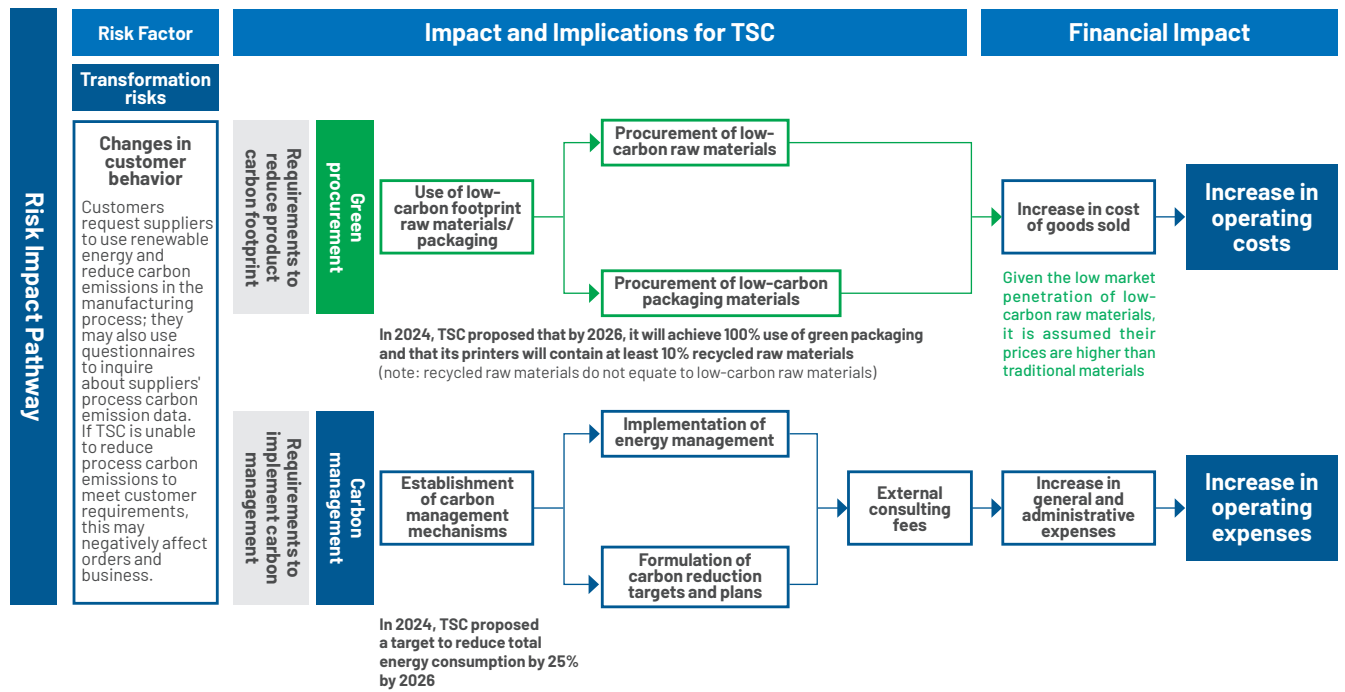 Risk Impact Pathway
Risk Factor
Impact and Implications for TSC
Financial Impact
Transformation
risks
Changes in
customer
behavior
Customers
request suppliers
to use renewable
energy and
reduce carbon
emissions in the
manufacturing
process; they
may also use
questionnaires
to inquire
about suppliers'
process carbon
emission data.
If TSC is unable
to reduce
process carbon
emissions to
meet customer
requirements,
this may
negatively affect
orders and
business.
Requirements to
reduce product
carbon footprint
Green
procurement
Use of low-
carbon footprint
raw materials/
packaging
Procurement of low-
carbon raw materials
Procurement of low-carbon
packaging materials
Increase in cost
of goods sold
Increase in
operating
costs
Given the low market
penetration of low-
carbon raw materials,
it is assumed their
prices are higher than
traditional materials
In 2024, TSC proposed that by 2026, it will achieve 100% use of green packaging
and that its printers will contain at least 10% recycled raw materials
(note: recycled raw materials do not equate to low-carbon raw materials)
Requirements to
implement carbon
management
Carbon
management
Establishment
of carbon
management
mechanisms
Implementation of
energy management
Formulation of
carbon reduction
targets and plans
External
consulting
fees
Increase in
general and
administrative
expenses
Increase in
operating
expenses
In 2024, TSC proposed
a target to reduce total
energy consumption by 25%
by 2026